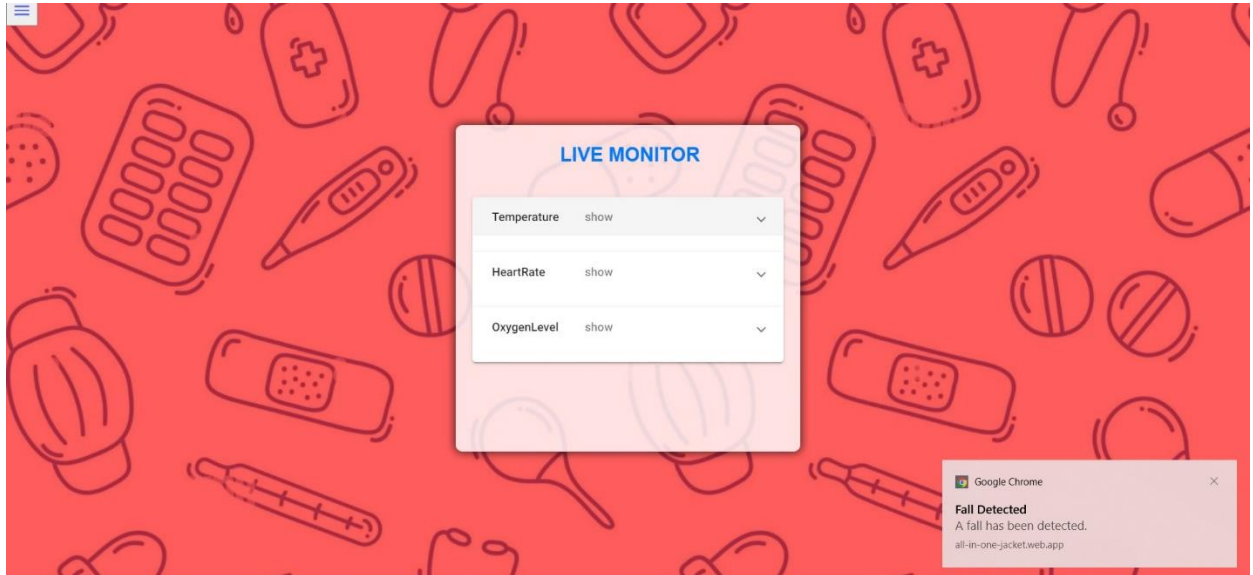 LIVE MONITOR
Temperature show
HeartRate show
OxygenLevel show
Google Chrome
Fall Detected
A fall has been detected.
all-in-one-jacket.web.app